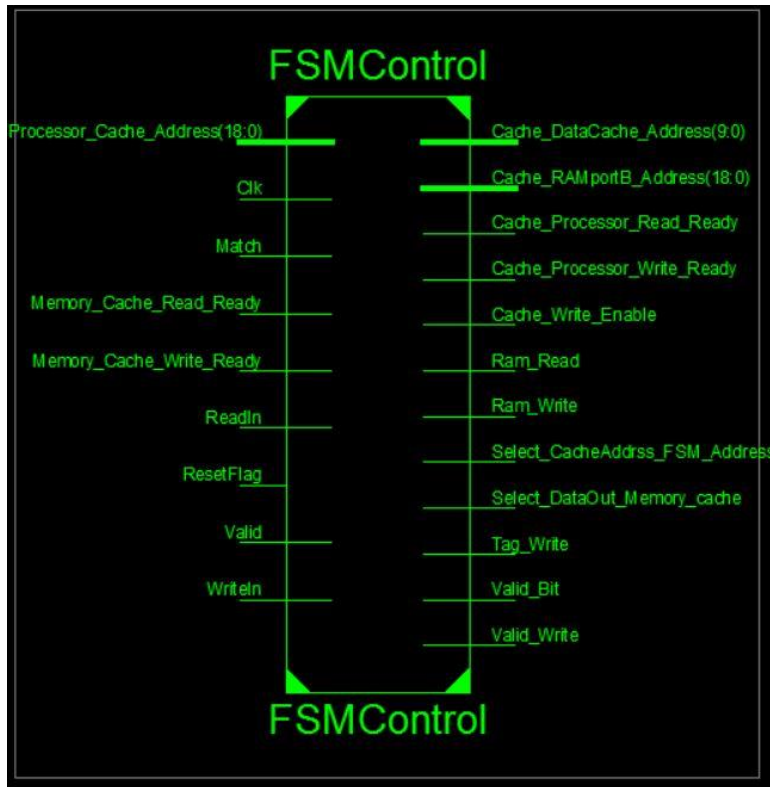 FSMControl
Processor_Cache_Address(18:0)
Clk
Match
Memory_Cache_Read_Ready
Memory_Cache_Write_Ready
ReadIn
ResetFlag
Valid
WriteIn
Cache_DataCache_Address(9:0)
Cache_RAMportB_Address(18:0)
Cache_Processor_Read_Ready
Cache_Processor_Write_Ready
Cache_Write_Enable
Ram_Read
Ram_Write
Select_CacheAddrss_FSM_Address
Select_DataOut_Memory_cache
Tag_Write
Valid_Bit
Valid_Write
FSMControl